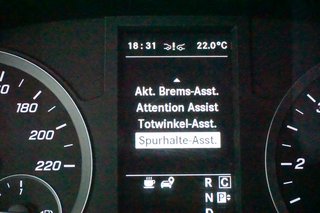 18:31 22.0°C
Akt. Brems-Asst.
Attention Assist
Totwinkel-Asst.
Spurhalte-Asst.
R C
N P
D
180
200
220
2